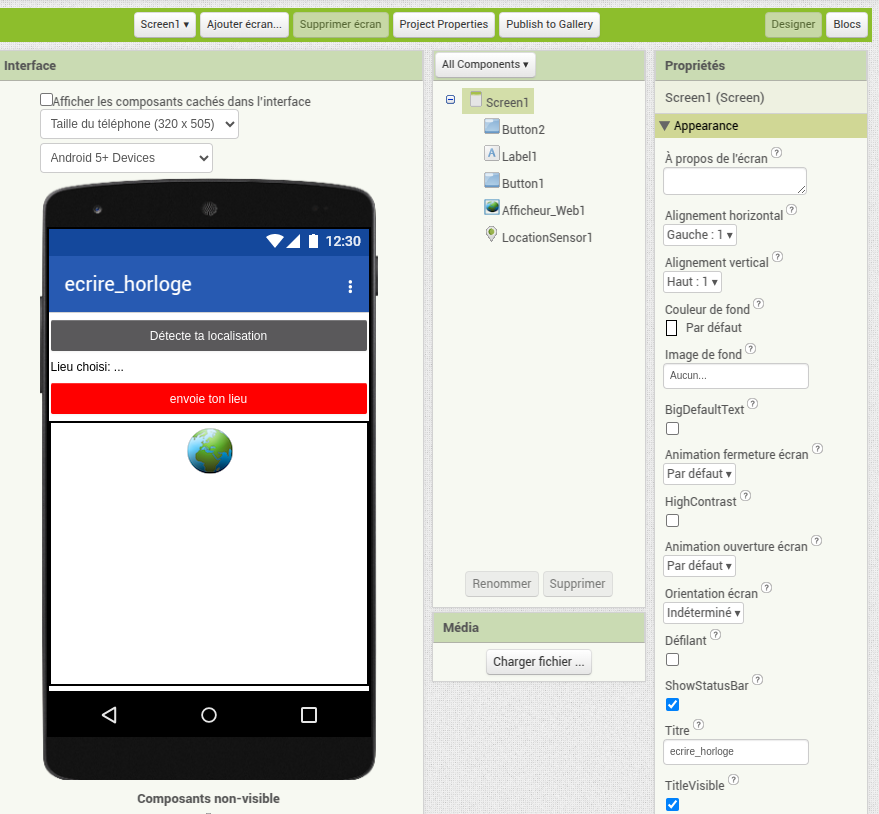 Screen1 ▾ Ajouter écran... Supprimer écran Project Properties Publish to Gallery Designer Blocs
Interface
Afficher les composants cachés dans l'interface
Taille du téléphone (320 x 505)
Android 5+ Devices
12:30
ecrire_horloge
Détecte ta localisation
Lieu choisi: ...
envoie ton lieu
Composants non-visible
All Components ▾
Screen1
Button2
A Label1
Button1
Afficheur_Web1
LocationSensor1
Renommer Supprimer
Média
Charger fichier ...
Propriétés
Screen1 (Screen)
Appearance
À propos de l'écran ?
Alignement horizontal ?
Gauche : 1 ▾
Alignement vertical ?
Haut : 1 ▾
Couleur de fond ?
Par défaut
Image de fond ?
Aucun...
BigDefaultText ?
Animation fermeture écran ?
Par défaut ▾
HighContrast ?
Animation ouverture écran ?
Par défaut ▾
Orientation écran ?
Indéterminé ▾
Défilant ?
ShowStatusBar ?
Titre ?
ecrire_horloge
TitleVisible ?